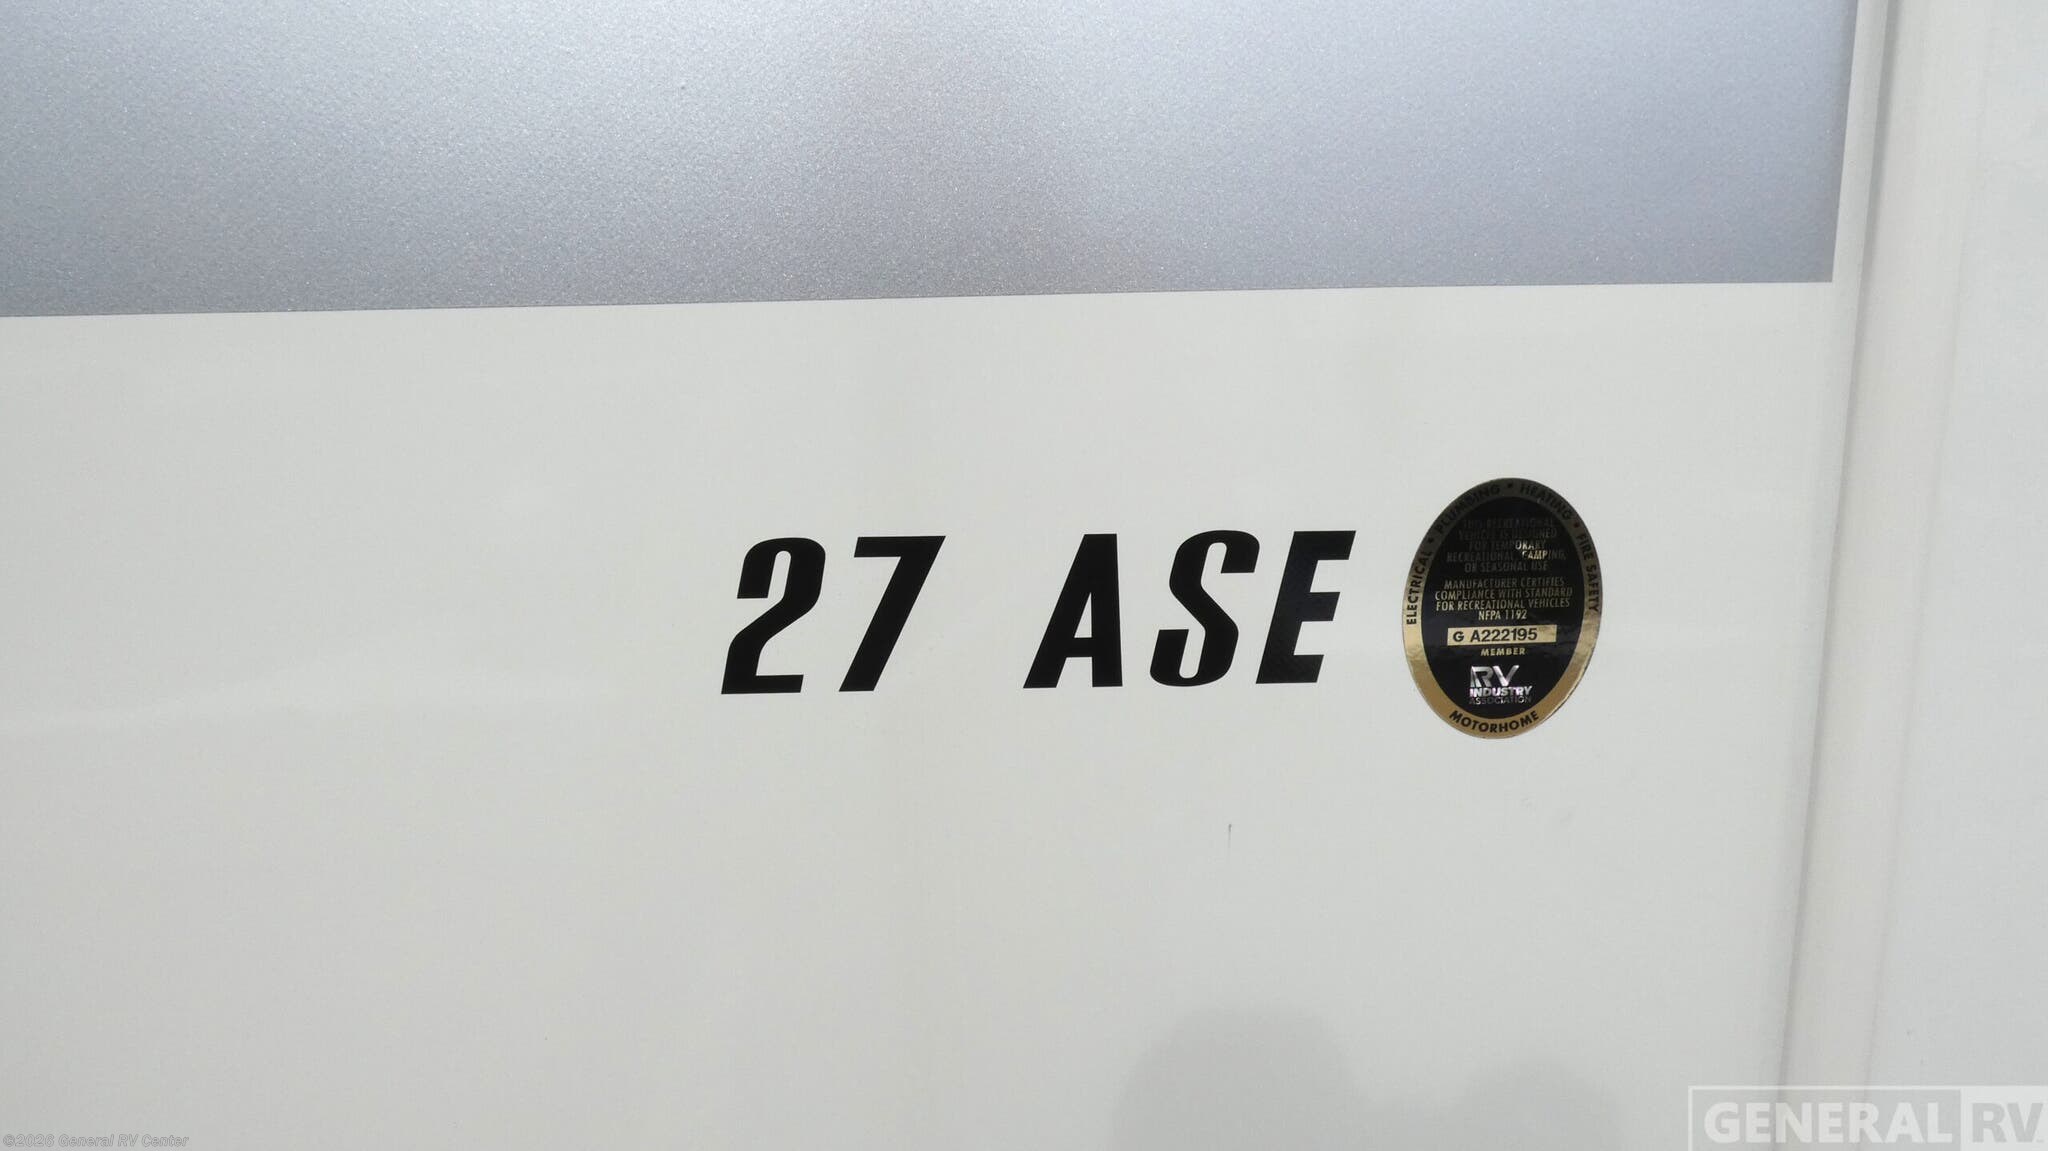 27 ASE
ELECTRICAL • PLUMBING • HEATING • FIRE SAFETY
THIS RECREATIONAL
VEHICLE IS DESIGNED
FOR TEMPORARY
RECREATIONAL, CAMPING,
OR SEASONAL USE
MANUFACTURER CERTIFIES
COMPLIANCE WITH STANDARD
FOR RECREATIONAL VEHICLES
NFPA 1192
G A222195
MEMBER
RV
INDUSTRY
ASSOCIATION
MOTORHOME
©2026 General RV Center
GENERAL RV